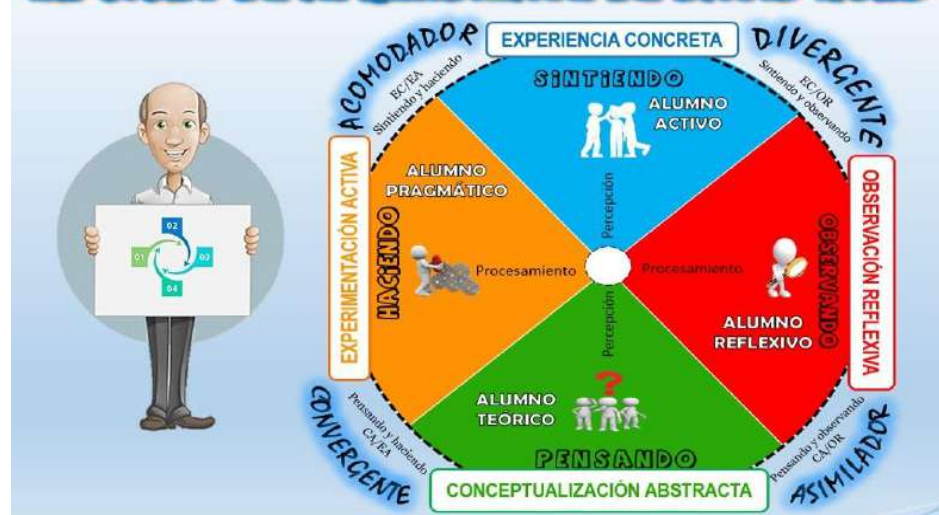 EXPERIENCIA CONCRETA
ACOMODADOR
EC/EA
Sintiendo y haciendo
DIVERGENTE
EC/OR
Sintiendo y observando
SiNTiENDO
ALUMNO
ACTIVO
Percepción
EXPERIMENTACIÓN ACTIVA
HACiENDO
ALUMNO
PRAGMÁTICO
Procesamiento
Procesamiento
OBSERVANDO
OBSERVACIÓN REFLEXIVA
ALUMNO
REFLEXIVO
Percepción
ALUMNO
TEÓRICO
?
PENSANDO
CONCEPTUALIZACIÓN ABSTRACTA
CONVERGENTE
Pensando y haciendo
CA/EA
Pensando y observando
CA/OR
ASIMILADOR
02
01
03
04